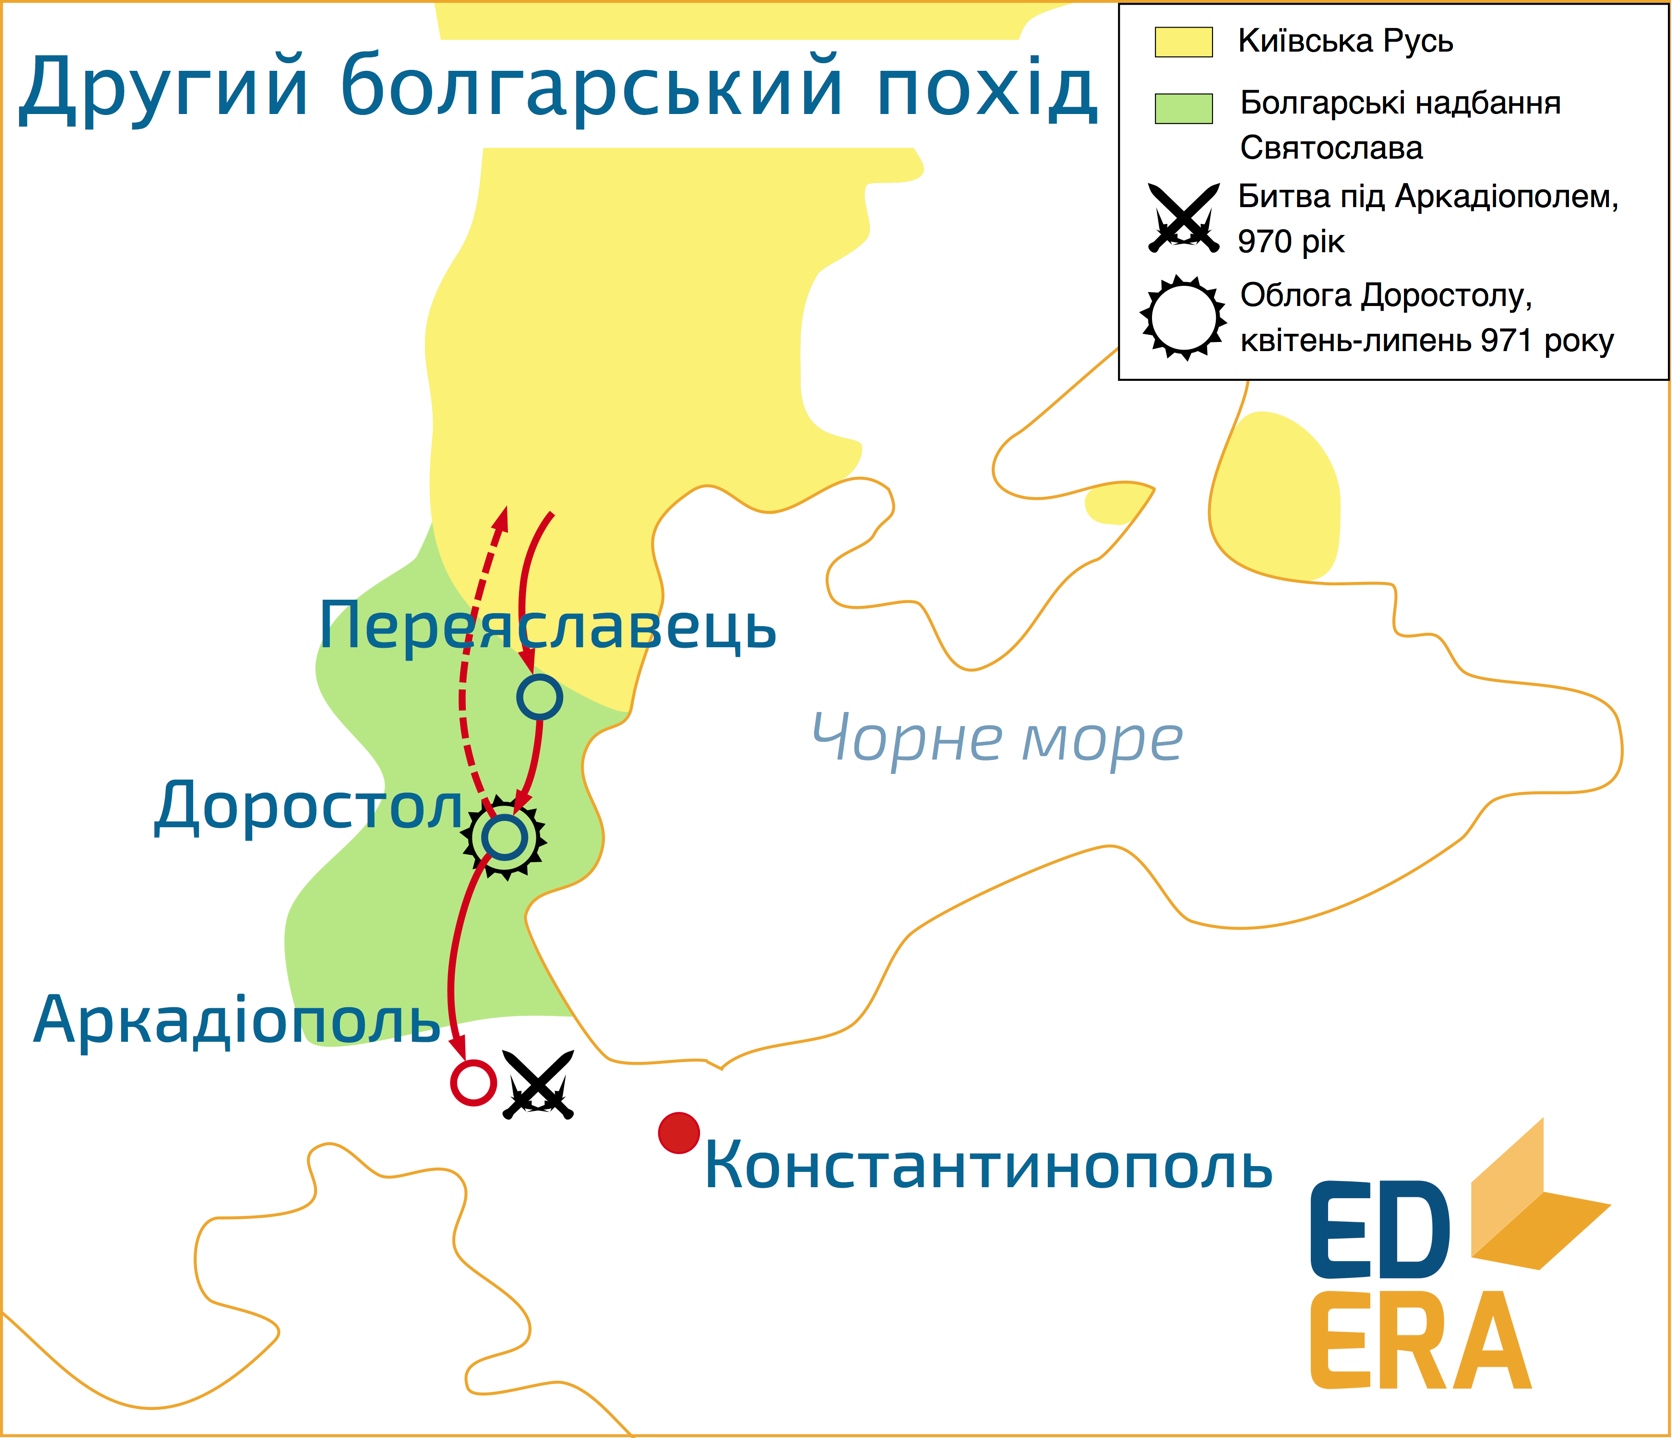 Другий болгарський похід
Київська Русь
Болгарські надбання
Святослава
Битва під Аркадіополем,
970 рік
Облога Доростолу,
квітень-липень 971 року
Переяславець
Чорне море
Доростол
Аркадіополь
Константинополь
ED
ERA